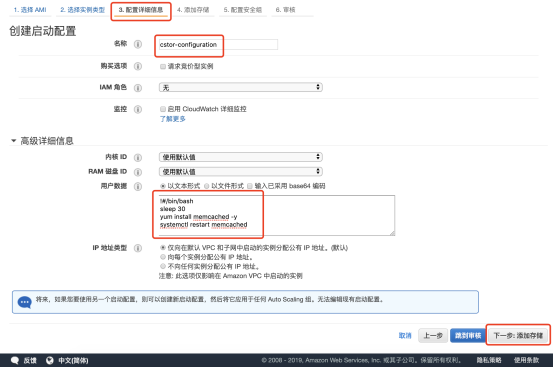 1. 选择 AMI 2. 选择实例类型 3. 配置详细信息 4. 添加存储 5. 配置安全组 6. 审核
创建启动配置
名称 cstor-configuration
购买选项 请求竞价型实例
IAM 角色 无
监控 启用 CloudWatch 详细监控
了解更多
高级详细信息
内核 ID 使用默认值
RAM 磁盘 ID 使用默认值
用户数据 以文本形式 以文件形式 输入已采用 base64 编码
!#/bin/bash
sleep 30
yum install memcached -y
systemctl restart memcached
IP 地址类型 仅向在默认 VPC 和子网中启动的实例分配公有 IP 地址。(默认)
向每个实例分配公有 IP 地址。
不向任何实例分配公有 IP 地址。
注意: 此选项仅影响在 Amazon VPC 中启动的实例
将来，如果您要使用另一个启动配置，则可以创建新启动配置，然后将它应用于任何 Auto Scaling 组。无法编辑现有启动配置。
取消 上一步 跳到审核 下一步: 添加存储
反馈 中文(简体) © 2008 - 2019, Amazon Web Services, Inc. 或其子公司。保留所有权利。 隐私策略 使用条款